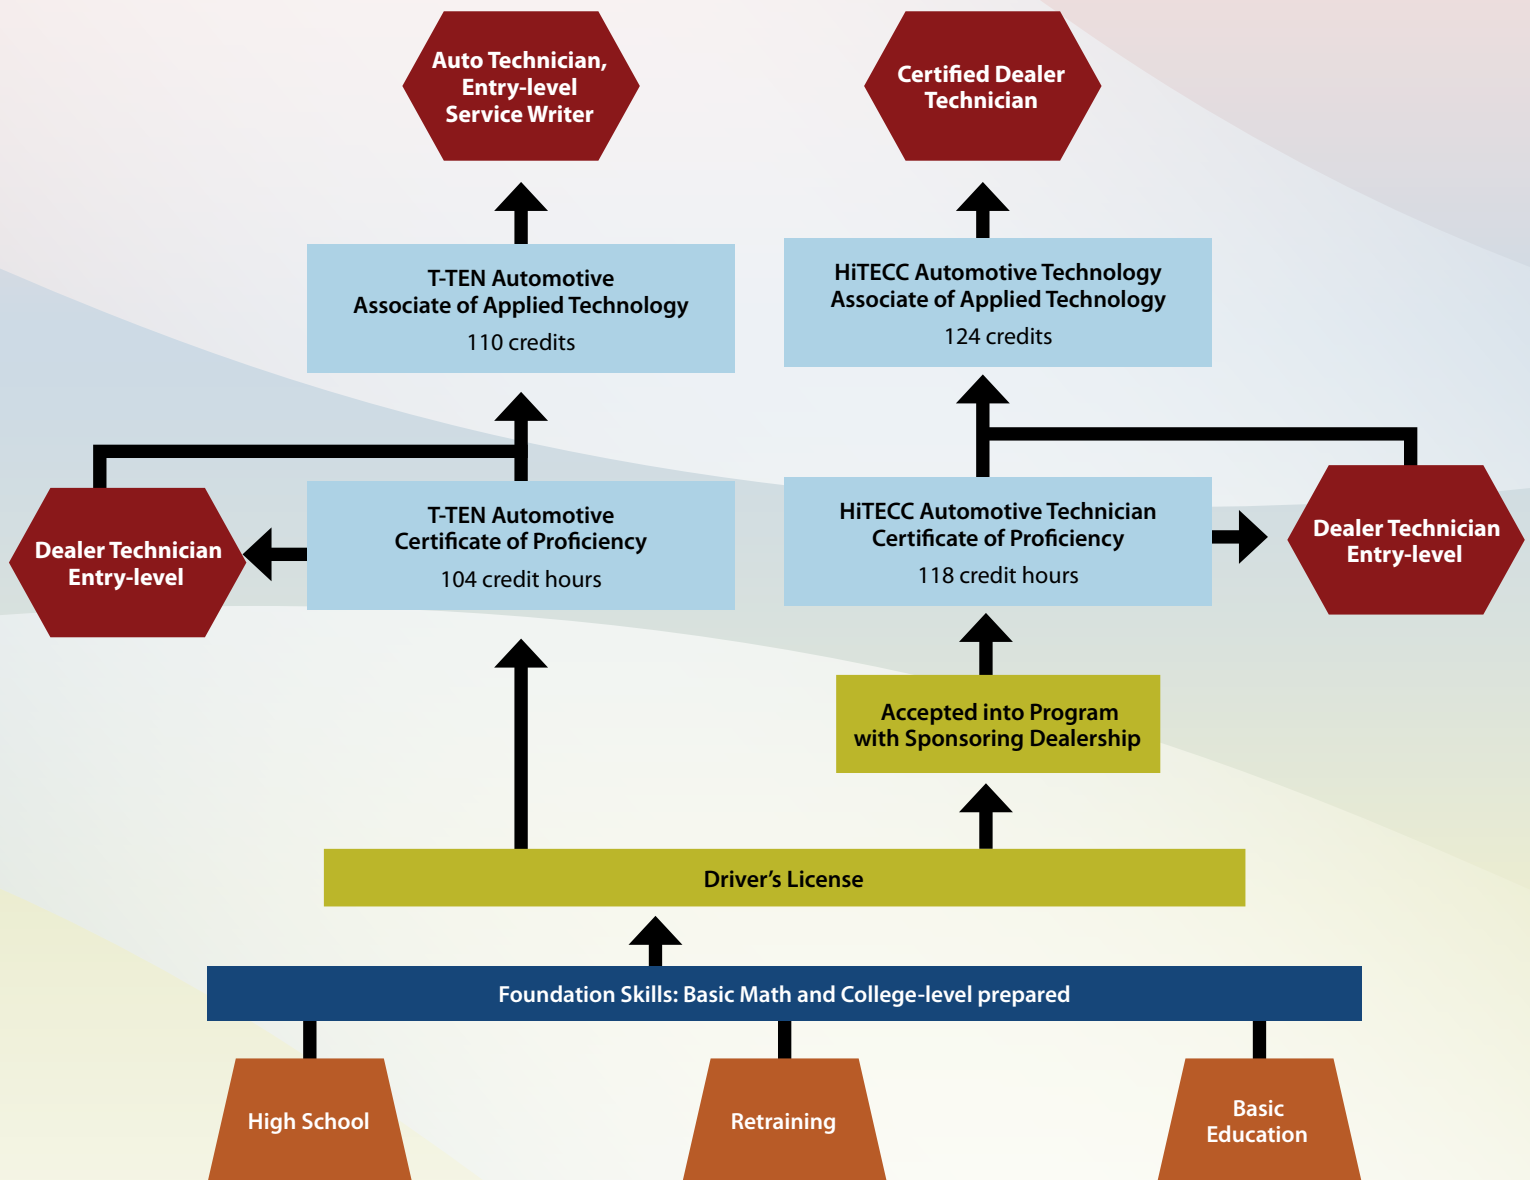 Auto Technician,
Entry-level
Service Writer
Certified Dealer
Technician
T-TEN Automotive
Associate of Applied Technology
110 credits
HiTECC Automotive Technology
Associate of Applied Technology
124 credits
Dealer Technician
Entry-level
T-TEN Automotive
Certificate of Proficiency
104 credit hours
HiTECC Automotive Technician
Certificate of Proficiency
118 credit hours
Dealer Technician
Entry-level
Accepted into Program
with Sponsoring Dealership
Driver’s License
Foundation Skills: Basic Math and College-level prepared
High School
Retraining
Basic
Education